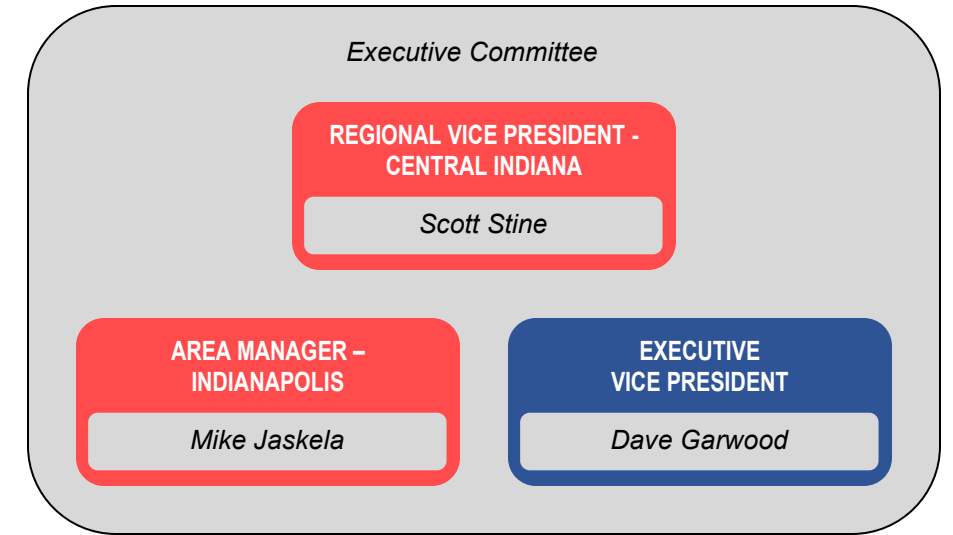 Executive Committee
REGIONAL VICE PRESIDENT -
CENTRAL INDIANA
Scott Stine
AREA MANAGER –
INDIANAPOLIS
Mike Jaskela
EXECUTIVE
VICE PRESIDENT
Dave Garwood